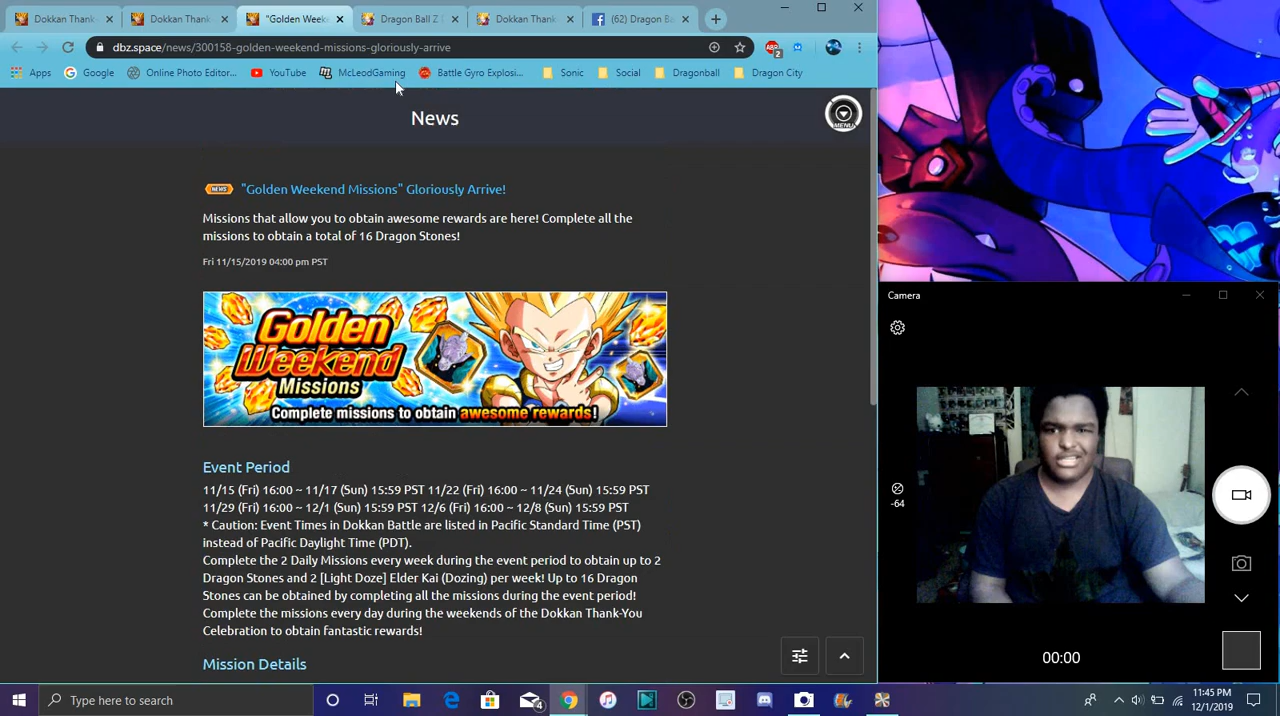 Dokkan Thank
Dokkan Thank
"Golden Week
Dragon Ball Z
Dokkan Thank
(62) Dragon Ba
dbz.space/news/300158-golden-weekend-missions-gloriously-arrive
ABP
2
Apps
Google
Online Photo Editor...
YouTube
McLeodGaming
Battle Gyro Explosi...
Sonic
Social
Dragonball
Dragon City
News
MENU
NEWS "Golden Weekend Missions" Gloriously Arrive!
Missions that allow you to obtain awesome rewards are here! Complete all the
missions to obtain a total of 16 Dragon Stones!
Fri 11/15/2019 04:00 pm PST
Golden
Weekend
Missions
Complete missions to obtain awesome rewards!
Event Period
11/15 (Fri) 16:00 ~ 11/17 (Sun) 15:59 PST 11/22 (Fri) 16:00 ~ 11/24 (Sun) 15:59 PST
11/29 (Fri) 16:00 ~ 12/1 (Sun) 15:59 PST 12/6 (Fri) 16:00 ~ 12/8 (Sun) 15:59 PST
* Caution: Event Times in Dokkan Battle are listed in Pacific Standard Time (PST)
instead of Pacific Daylight Time (PDT).
Complete the 2 Daily Missions every week during the event period to obtain up to 2
Dragon Stones and 2 [Light Doze] Elder Kai (Dozing) per week! Up to 16 Dragon
Stones can be obtained by completing all the missions during the event period!
Complete the missions every day during the weekends of the Dokkan Thank-You
Celebration to obtain fantastic rewards!
Mission Details
Camera
-64
00:00
Type here to search
4
11:45 PM
12/1/2019